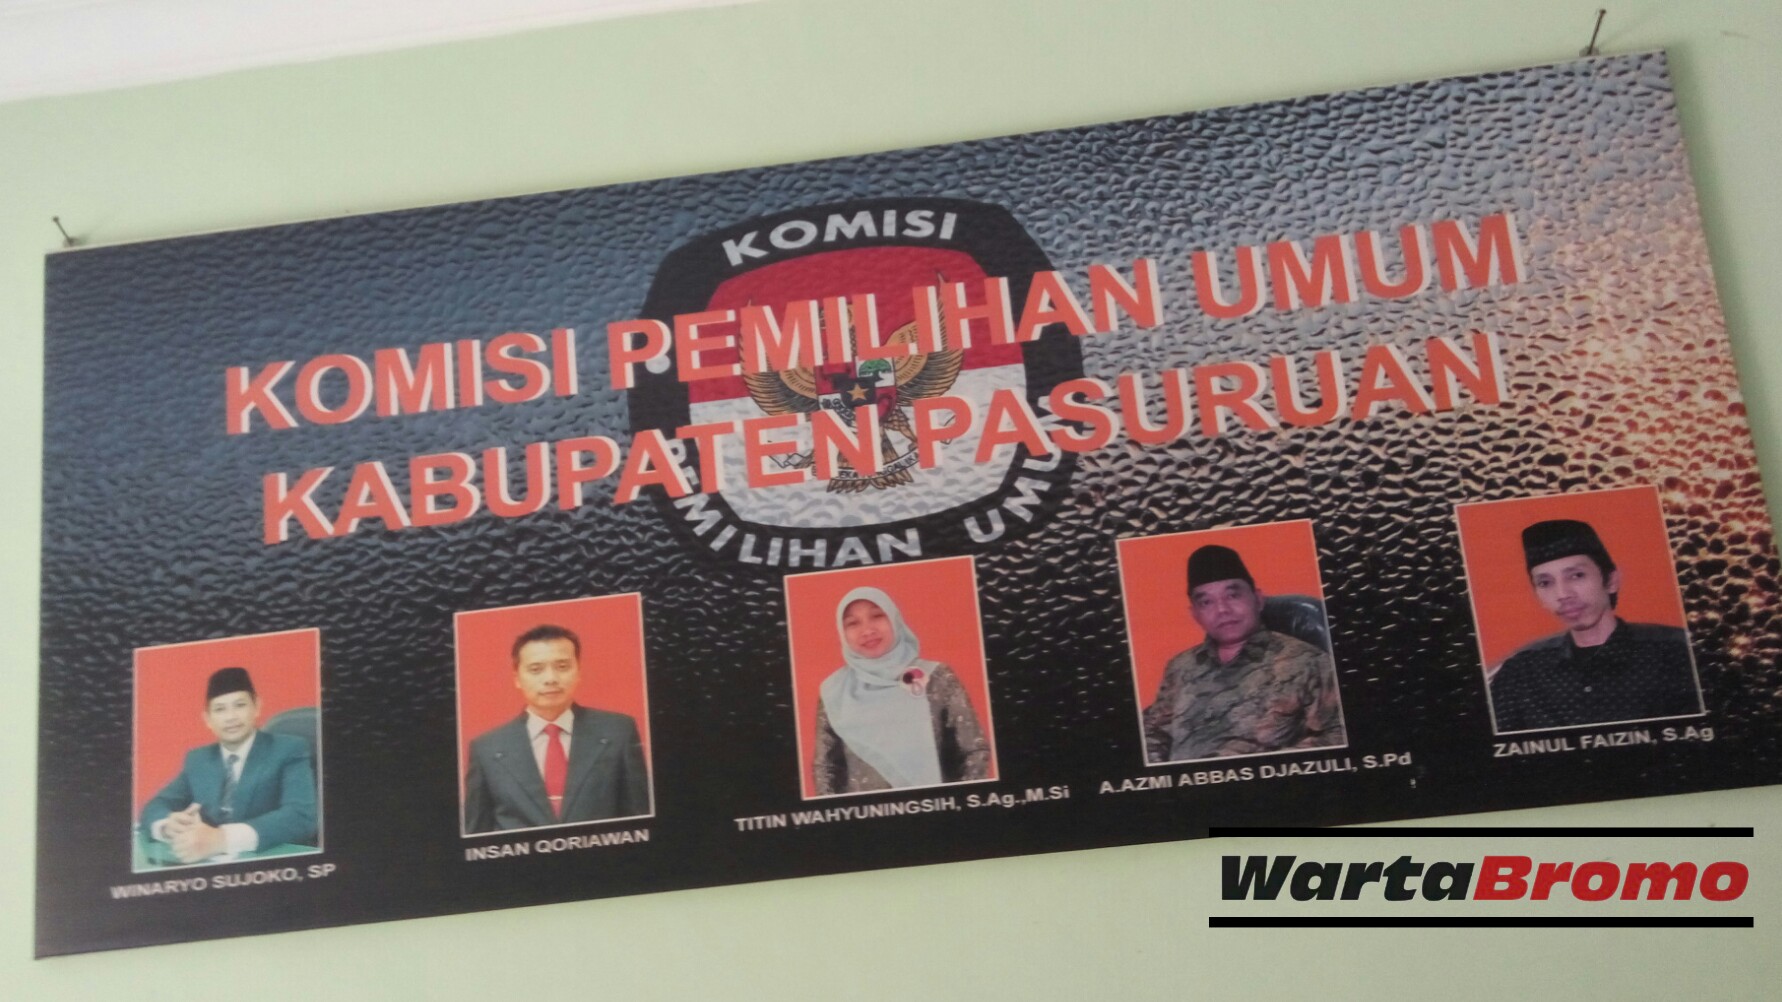 KOMISI
KOMISI PEMILIHAN UMUM
KABUPATEN PASURUAN
PEMILIHAN UMUM
WINARYO SUJOKO, SP
INSAN QORIAWAN
TITIN WAHYUNINGSIH, S.Ag.,M.Si
A.AZMI ABBAS DJAZULI, S.Pd
ZAINUL FAIZIN, S.Ag
WartaBromo